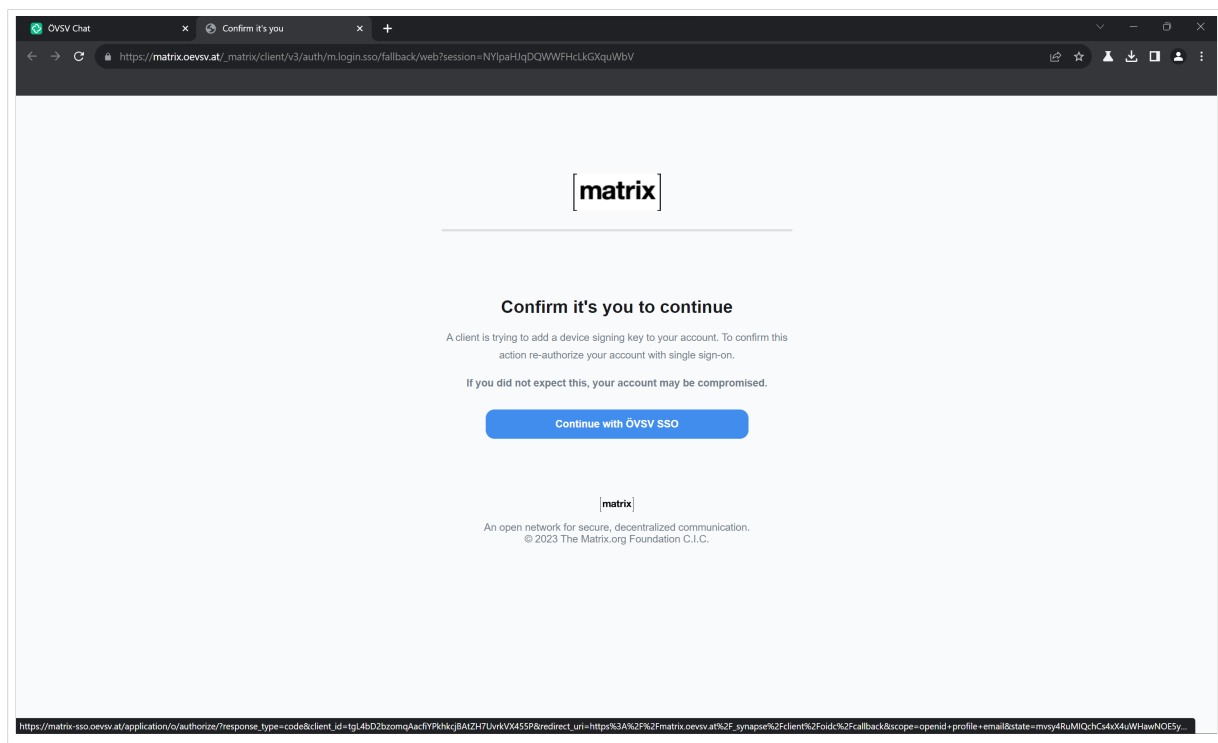 ÖVSV Chat
Confirm it's you
https://matrix.oevsv.at/_matrix/client/v3/auth/m.login.sso/fallback/web?session=NYlpaHJqDQWWFHcLkGXquWbV
[matrix]
Confirm it's you to continue
A client is trying to add a device signing key to your account. To confirm this
action re-authorize your account with single sign-on.
If you did not expect this, your account may be compromised.
Continue with ÖVSV SSO
[matrix]
An open network for secure, decentralized communication.
© 2023 The Matrix.org Foundation C.I.C.
https://matrix-sso.oevsv.at/application/o/authorize/?response_type=code&client_id=tgL4bD2bzomqAacfiYPkhkcjBAtZH7UvrkVX455P&redirect_uri=https%3A%2F%2Fmatrix.oevsv.at%2F_synapse%2Fclient%2Foidc%2Fcallback&scope=openid+profile+email&state=mvsy4RuMIQchCs4xX4uWHawNOE5y...